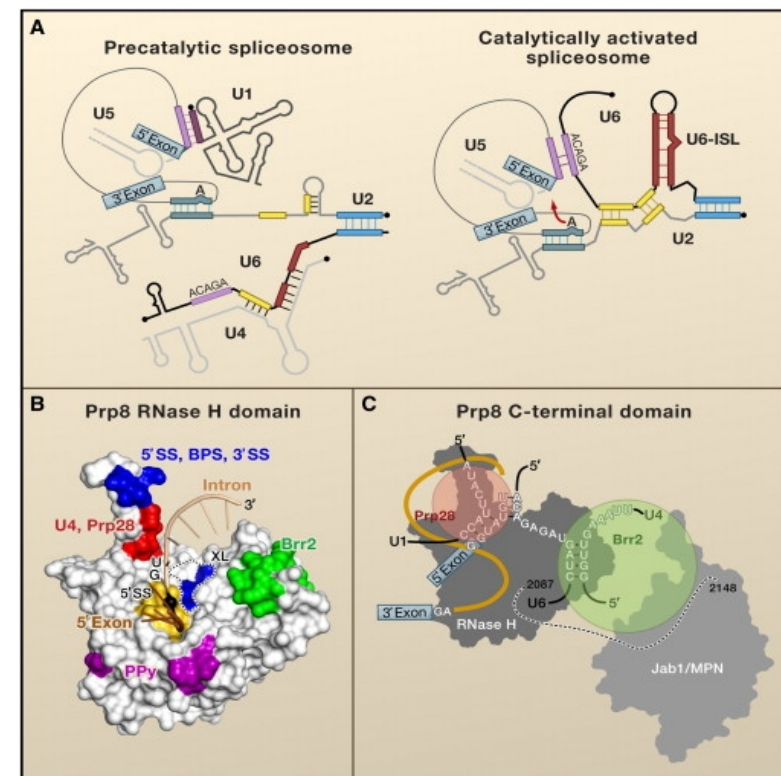 A
Precatalytic spliceosome
U5
U1
5' Exon
3' Exon
A
U2
U6
ACAGA
U4
Catalytically activated
spliceosome
U6
U5
ACAGA
U6-ISL
5' Exon
3' Exon
A
U2
B
Prp8 RNase H domain
5'SS, BPS, 3'SS
Intron
3'
U4, Prp28
U
G
XL
Brr2
5'SS
5'Exon
PPy
C
Prp8 C-terminal domain
5'
5'
Prp28
U1
U4
Brr2
5' Exon
2087
2148
U6
5'
3' Exon
GA
RNase H
Jab1/MPN